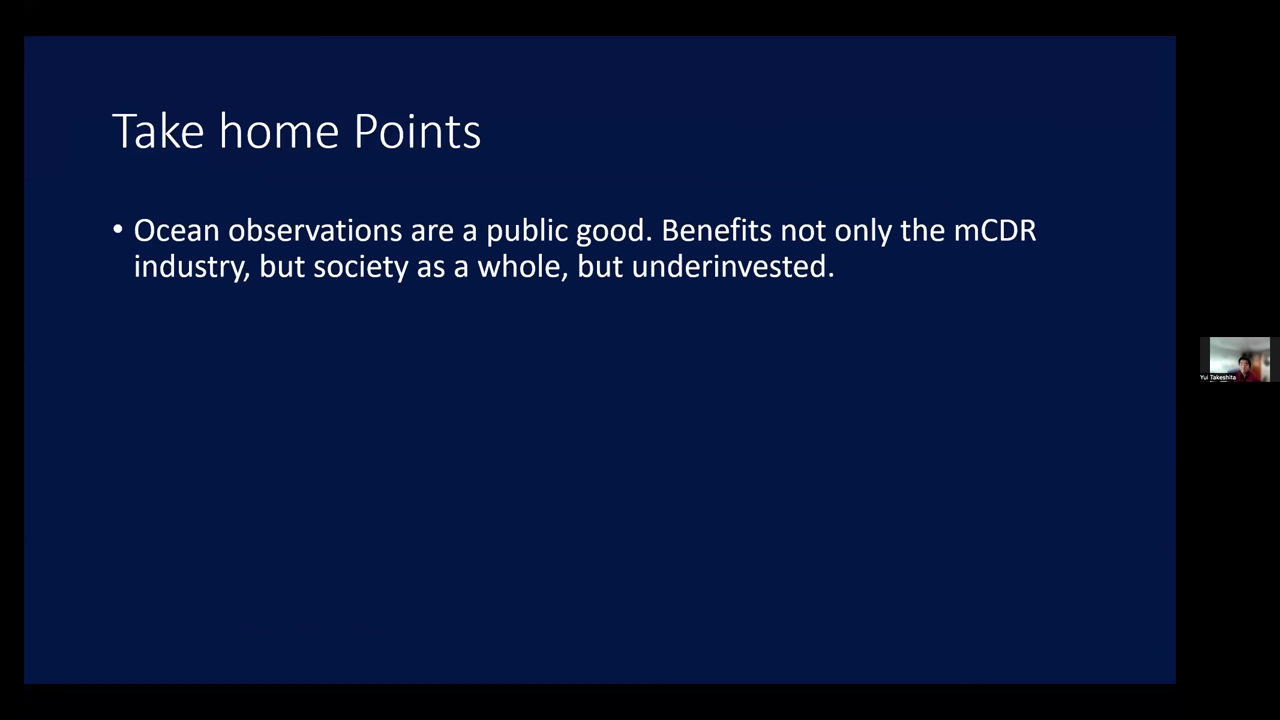 Take home Points
• Ocean observations are a public good. Benefits not only the mCDR
industry, but society as a whole, but underinvested.
Yui Takeshita